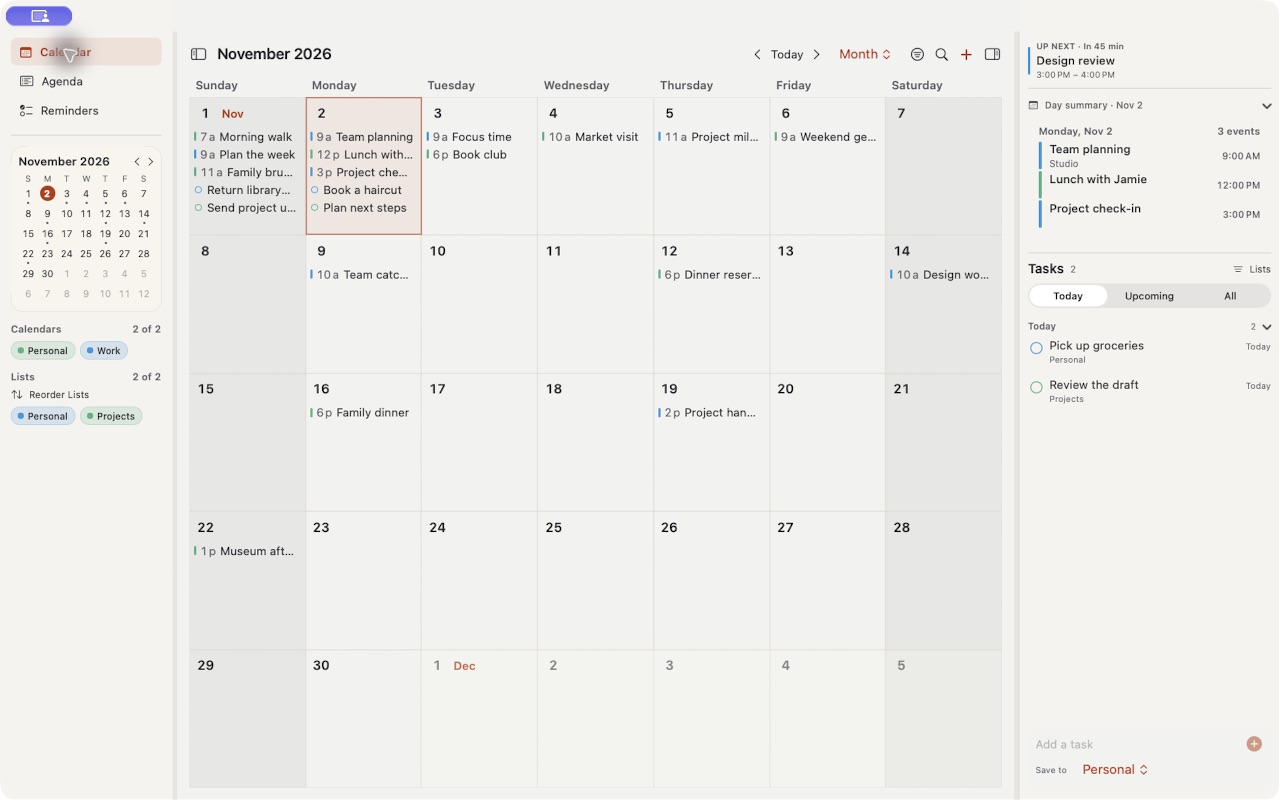 Calendar
Agenda
Reminders
November 2026
S M T W T F S
1 2 3 4 5 6 7
8 9 10 11 12 13 14
15 16 17 18 19 20 21
22 23 24 25 26 27 28
29 30 1 2 3 4 5
6 7 8 9 10 11 12
Calendars 2 of 2
Personal Work
Lists 2 of 2
Reorder Lists
Personal Projects
November 2026
Today
Month
Sunday Monday Tuesday Wednesday Thursday Friday Saturday
1 Nov
7a Morning walk
9a Plan the week
11a Family bru...
Return library...
Send project u...
2
9a Team planning
12p Lunch with...
3p Project che...
Book a haircut
Plan next steps
3
9a Focus time
6p Book club
4
10a Market visit
5
11a Project mil...
6
9a Weekend ge...
7
8
9
10a Team catc...
10
11
12
6p Dinner reser...
13
14
10a Design wo...
15
16
6p Family dinner
17
18
19
2p Project han...
20
21
22
1p Museum aft...
23
24
25
26
27
28
29
30
1 Dec
2
3
4
5
UP NEXT · In 45 min
Design review
3:00 PM – 4:00 PM
Day summary · Nov 2
Monday, Nov 2 3 events
Team planning
Studio
9:00 AM
Lunch with Jamie
12:00 PM
Project check-in
3:00 PM
Tasks 2
Lists
Today Upcoming All
Today 2
Pick up groceries Today
Personal
Review the draft Today
Projects
Add a task
Save to Personal